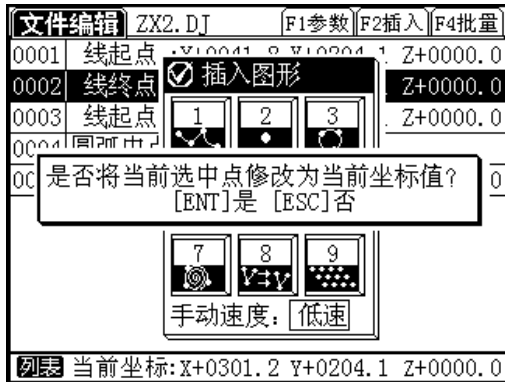 文件编辑 ZX2.DJ F1参数 F2插入 F4批量
0001 线起点 Z+0000.0
插入图形
0002 线终点 Z+0000.0
0003 线起点 1 2 3 Z+0000.0
是否将当前选中点修改为当前坐标值?
[ENT]是 [ESC]否
7 8 9
手动速度: 低速
列表 当前坐标:X+0301.2 Y+0204.1 Z+0000.0